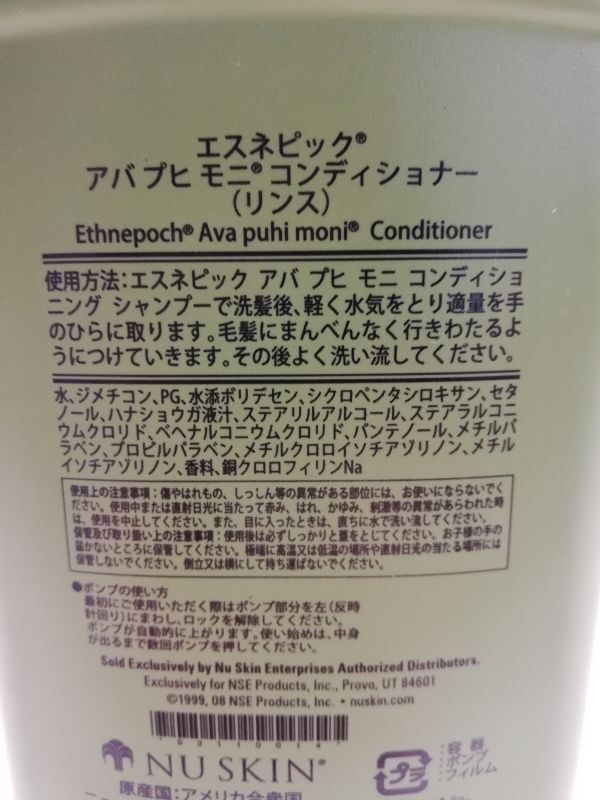 エスネピック®
アバ プヒ モニ® コンディショナー
（リンス）
Ethnepoch® Ava puhi moni® Conditioner
使用方法：エスネピック アバ プヒ モニ コンディショ
ニング シャンプーで洗髪後、軽く水気をとり適量を手
のひらに取ります。毛髪にまんべんなく行きわたるよ
うにつけていきます。その後よく洗い流してください。
水、ジメチコン、PG、水添ポリデセン、シクロペンタシロキサン、セタ
ノール、ハナショウガ液汁、ステアリルアルコール、ステアラルコニ
ウムクロリド、ベヘナルコニウムクロリド、パンテノール、メチルパ
ラベン、プロピルパラベン、メチルクロロイソチアゾリノン、メチル
イソチアゾリノン、香料、銅クロロフィリンNa
使用上の注意事項：傷やはれもの、しっしん等の異常がある部位には、お使いにならないでく
ださい。使用中または直射日光に当たって赤み、はれ、かゆみ、刺激等の異常があらわれた時
は、使用を中止してください。また、目に入ったときは、直ちに水で洗い流してください。
保管及び取り扱い上の注意事項：使用後は必ずしっかりと蓋をとじてください。お子様の手の
届かないところに保管してください。極端に高温又は低温の場所や直射日光の当たる場所には
保管しないでください。倒立又は横にして持ち運ばないでください。
●ポンプの使い方
最初にご使用いただく際はポンプ部分を左（反時
計回り）にまわし、ロックを解除してください。
ポンプが自動的に上がります。使い始めは、中身
が出るまで数回ポンプを押してください。
Sold Exclusively by Nu Skin Enterprises Authorized Distributors.
Exclusively for NSE Products, Inc., Provo, UT 84601
©1999, 08 NSE Products, Inc. • nuskin.com
03110014
NU SKIN®
プラ
：容 器
：ポンプ
：フィルム
原産国：アメリカ合衆国